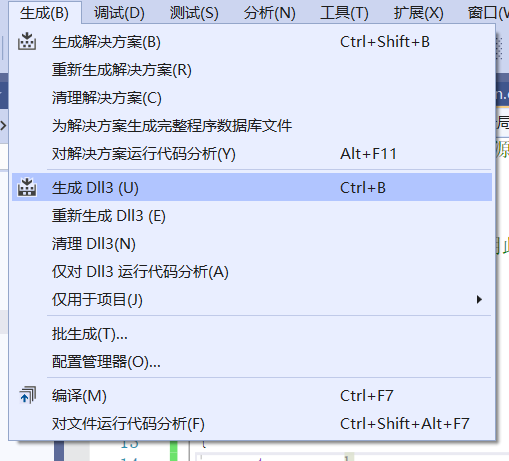 生成(B) 调试(D) 测试(S) 分析(N) 工具(T) 扩展(X) 窗口(
生成解决方案(B) Ctrl+Shift+B
重新生成解决方案(R)
清理解决方案(C)
为解决方案生成完整程序数据库文件
对解决方案运行代码分析(Y) Alt+F11
生成 Dll3 (U) Ctrl+B
重新生成 Dll3 (E)
清理 Dll3(N)
仅对 Dll3 运行代码分析(A)
仅用于项目(J)
批生成(T)...
配置管理器(O)...
编译(M) Ctrl+F7
对文件运行代码分析(F) Ctrl+Shift+Alt+F7